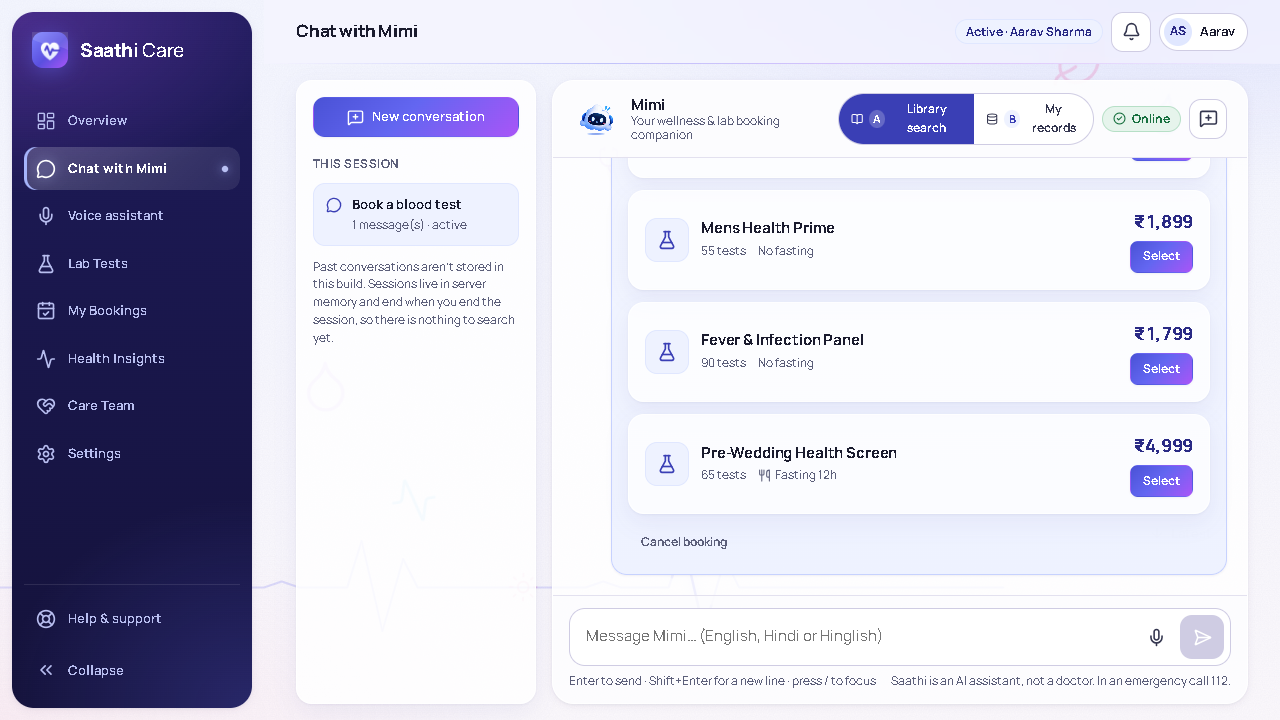 Saathi Care
Overview
Chat with Mimi
Voice assistant
Lab Tests
My Bookings
Health Insights
Care Team
Settings
Help & support
Collapse
Chat with Mimi
Active · Aarav Sharma
AS Aarav
New conversation
THIS SESSION
Book a blood test
1 message(s) · active
Past conversations aren't stored in
this build. Sessions live in server
memory and end when you end the
session, so there is nothing to search
yet.
Mimi
Your wellness & lab booking
companion
A Library
search
B My
records
Online
Select
Mens Health Prime
55 tests No fasting
₹1,899
Select
Fever & Infection Panel
90 tests No fasting
₹1,799
Select
Pre-Wedding Health Screen
65 tests Fasting 12h
₹4,999
Select
Cancel booking
Message Mimi... (English, Hindi or Hinglish)
Enter to send · Shift+Enter for a new line · press / to focus
Saathi is an AI assistant, not a doctor. In an emergency call 112.